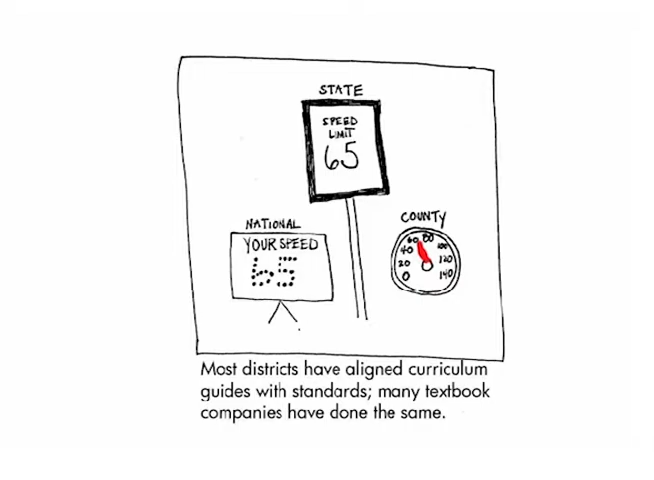 STATE
SPEED
LIMIT
65
NATIONAL
YOUR SPEED
65
COUNTY
0 20 40 60 80 100 120 140
Most districts have aligned curriculum
guides with standards; many textbook
companies have done the same.